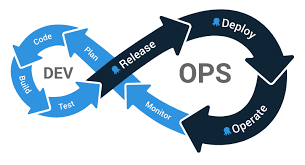 Code
Plan
Release
Deploy
DEV
OPS
Build
Test
Monitor
Operate